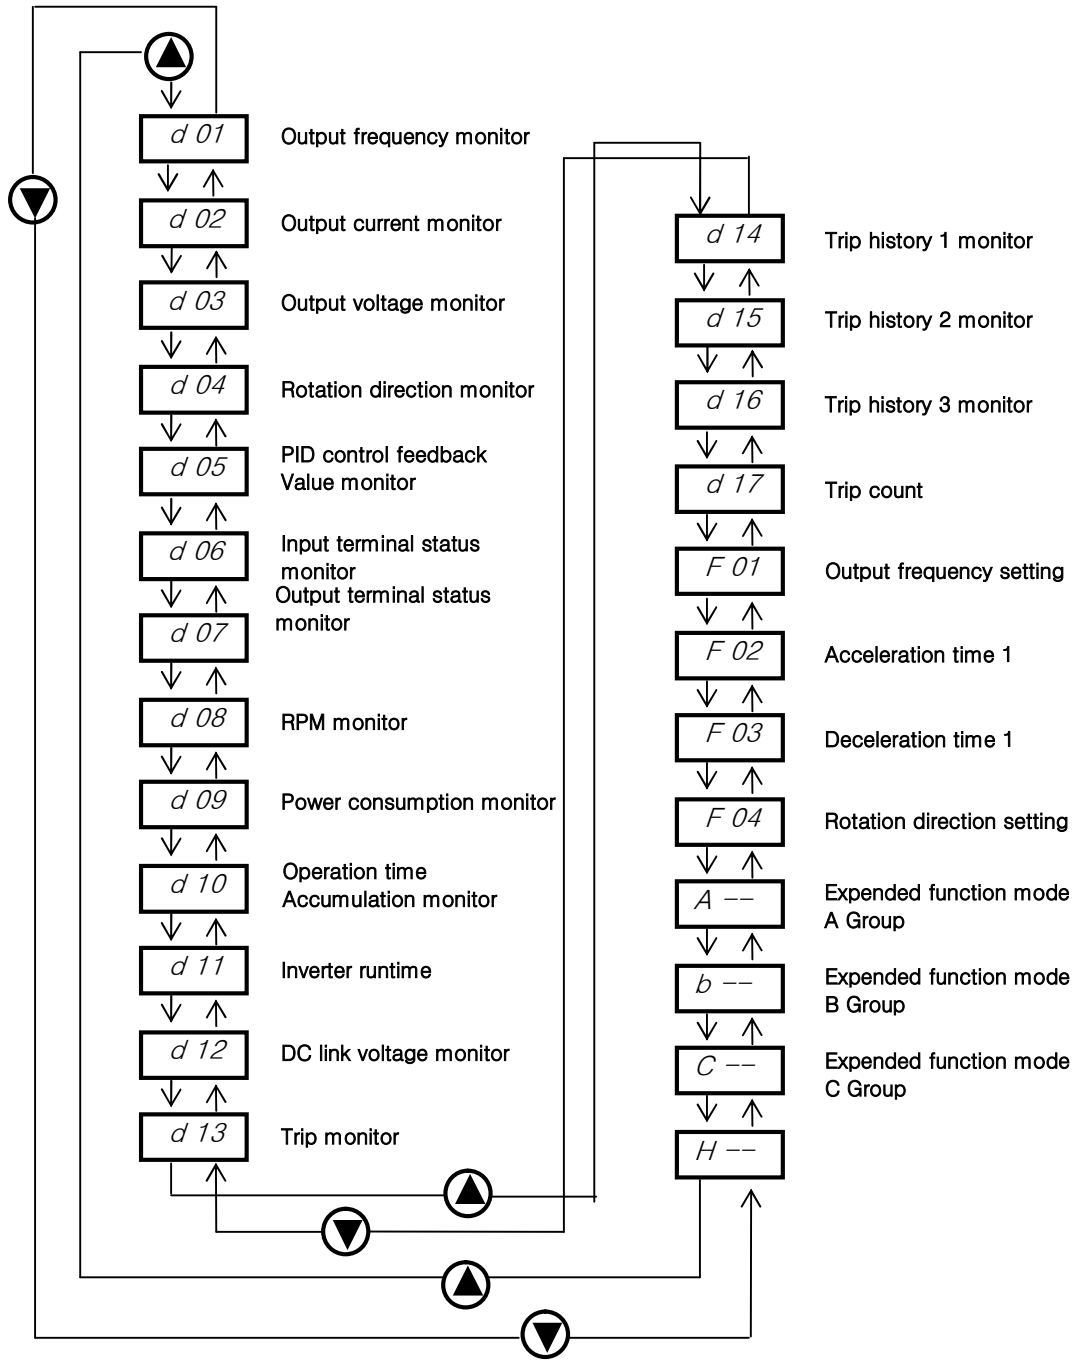 d 01
Output frequency monitor
d 02
Output current monitor
d 03
Output voltage monitor
d 04
Rotation direction monitor
d 05
PID control feedback
Value monitor
d 06
Input terminal status
monitor
d 07
Output terminal status
monitor
d 08
RPM monitor
d 09
Power consumption monitor
d 10
Operation time
Accumulation monitor
d 11
Inverter runtime
d 12
DC link voltage monitor
d 13
Trip monitor
d 14
Trip history 1 monitor
d 15
Trip history 2 monitor
d 16
Trip history 3 monitor
d 17
Trip count
F 01
Output frequency setting
F 02
Acceleration time 1
F 03
Deceleration time 1
F 04
Rotation direction setting
A --
Expended function mode
A Group
b --
Expended function mode
B Group
C --
Expended function mode
C Group
H --